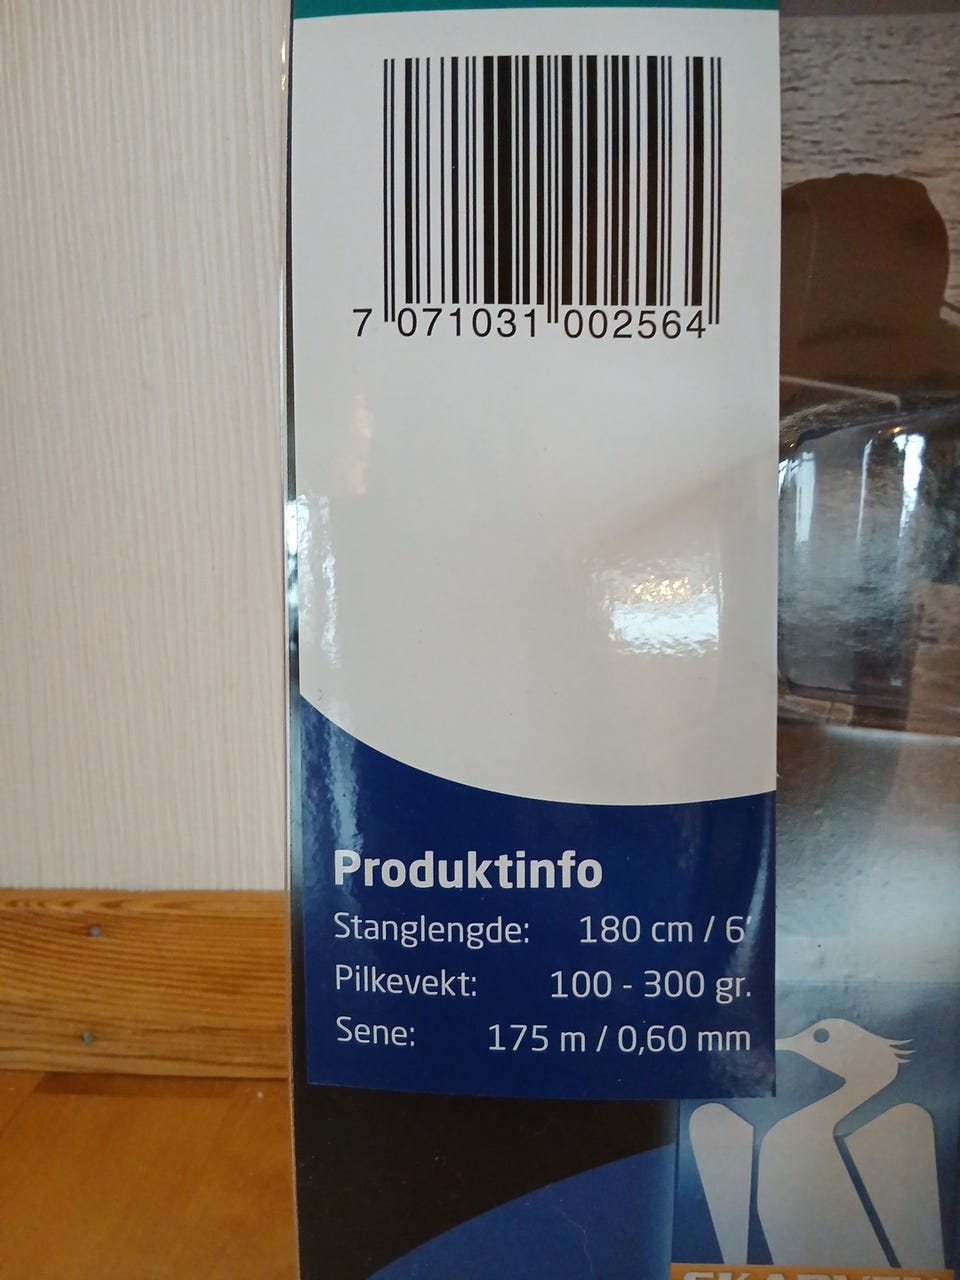 7 071031 002564
Produktinfo
Stanglengde: 180 cm / 6'
Pilkevekt: 100 - 300 gr.
Sene: 175 m / 0,60 mm